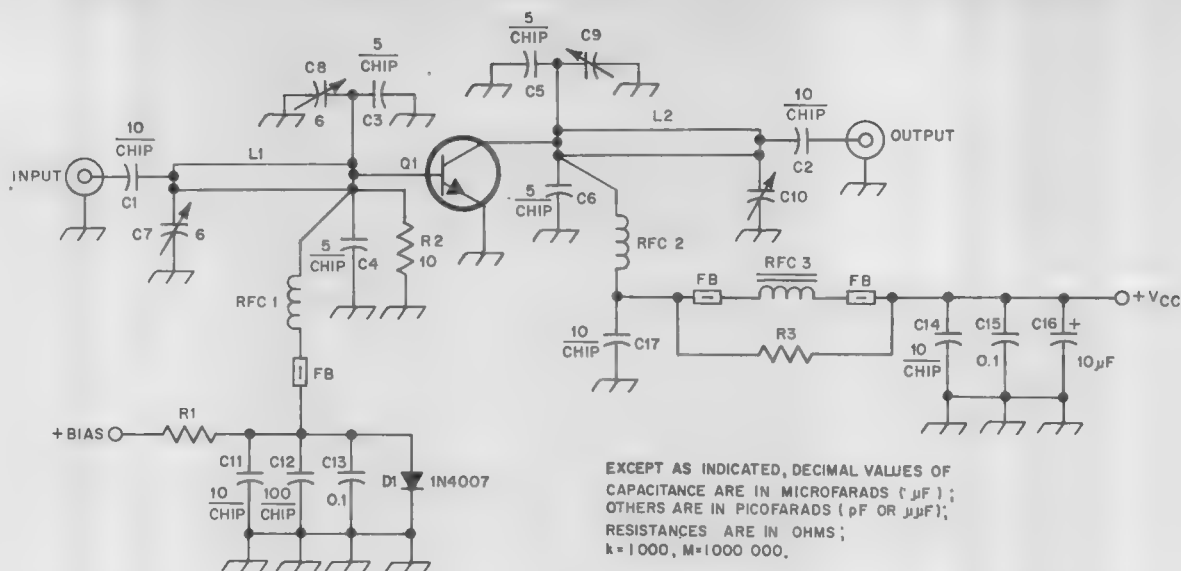 5
CHIP
C8
6
5
CHIP
C3
5
CHIP
C5
C9
10
CHIP
C1
INPUT
L1
C7
6
Q1
L2
10
CHIP
C2
OUTPUT
5
CHIP
C4
R2
10
5
CHIP
C6
C10
RFC 1
FB
RFC 2
10
CHIP
C17
FB
RFC 3
FB
R3
+VCC
C14
10
CHIP
C15
0.1
C16
+
10µF
+BIAS
R1
C11
10
CHIP
C12
100
CHIP
C13
0.1
D1
1N4007
EXCEPT AS INDICATED, DECIMAL VALUES OF
CAPACITANCE ARE IN MICROFARADS (µF);
OTHERS ARE IN PICOFARADS (pF OR µµF);
RESISTANCES ARE IN OHMS;
k=1000, M=1000 000.